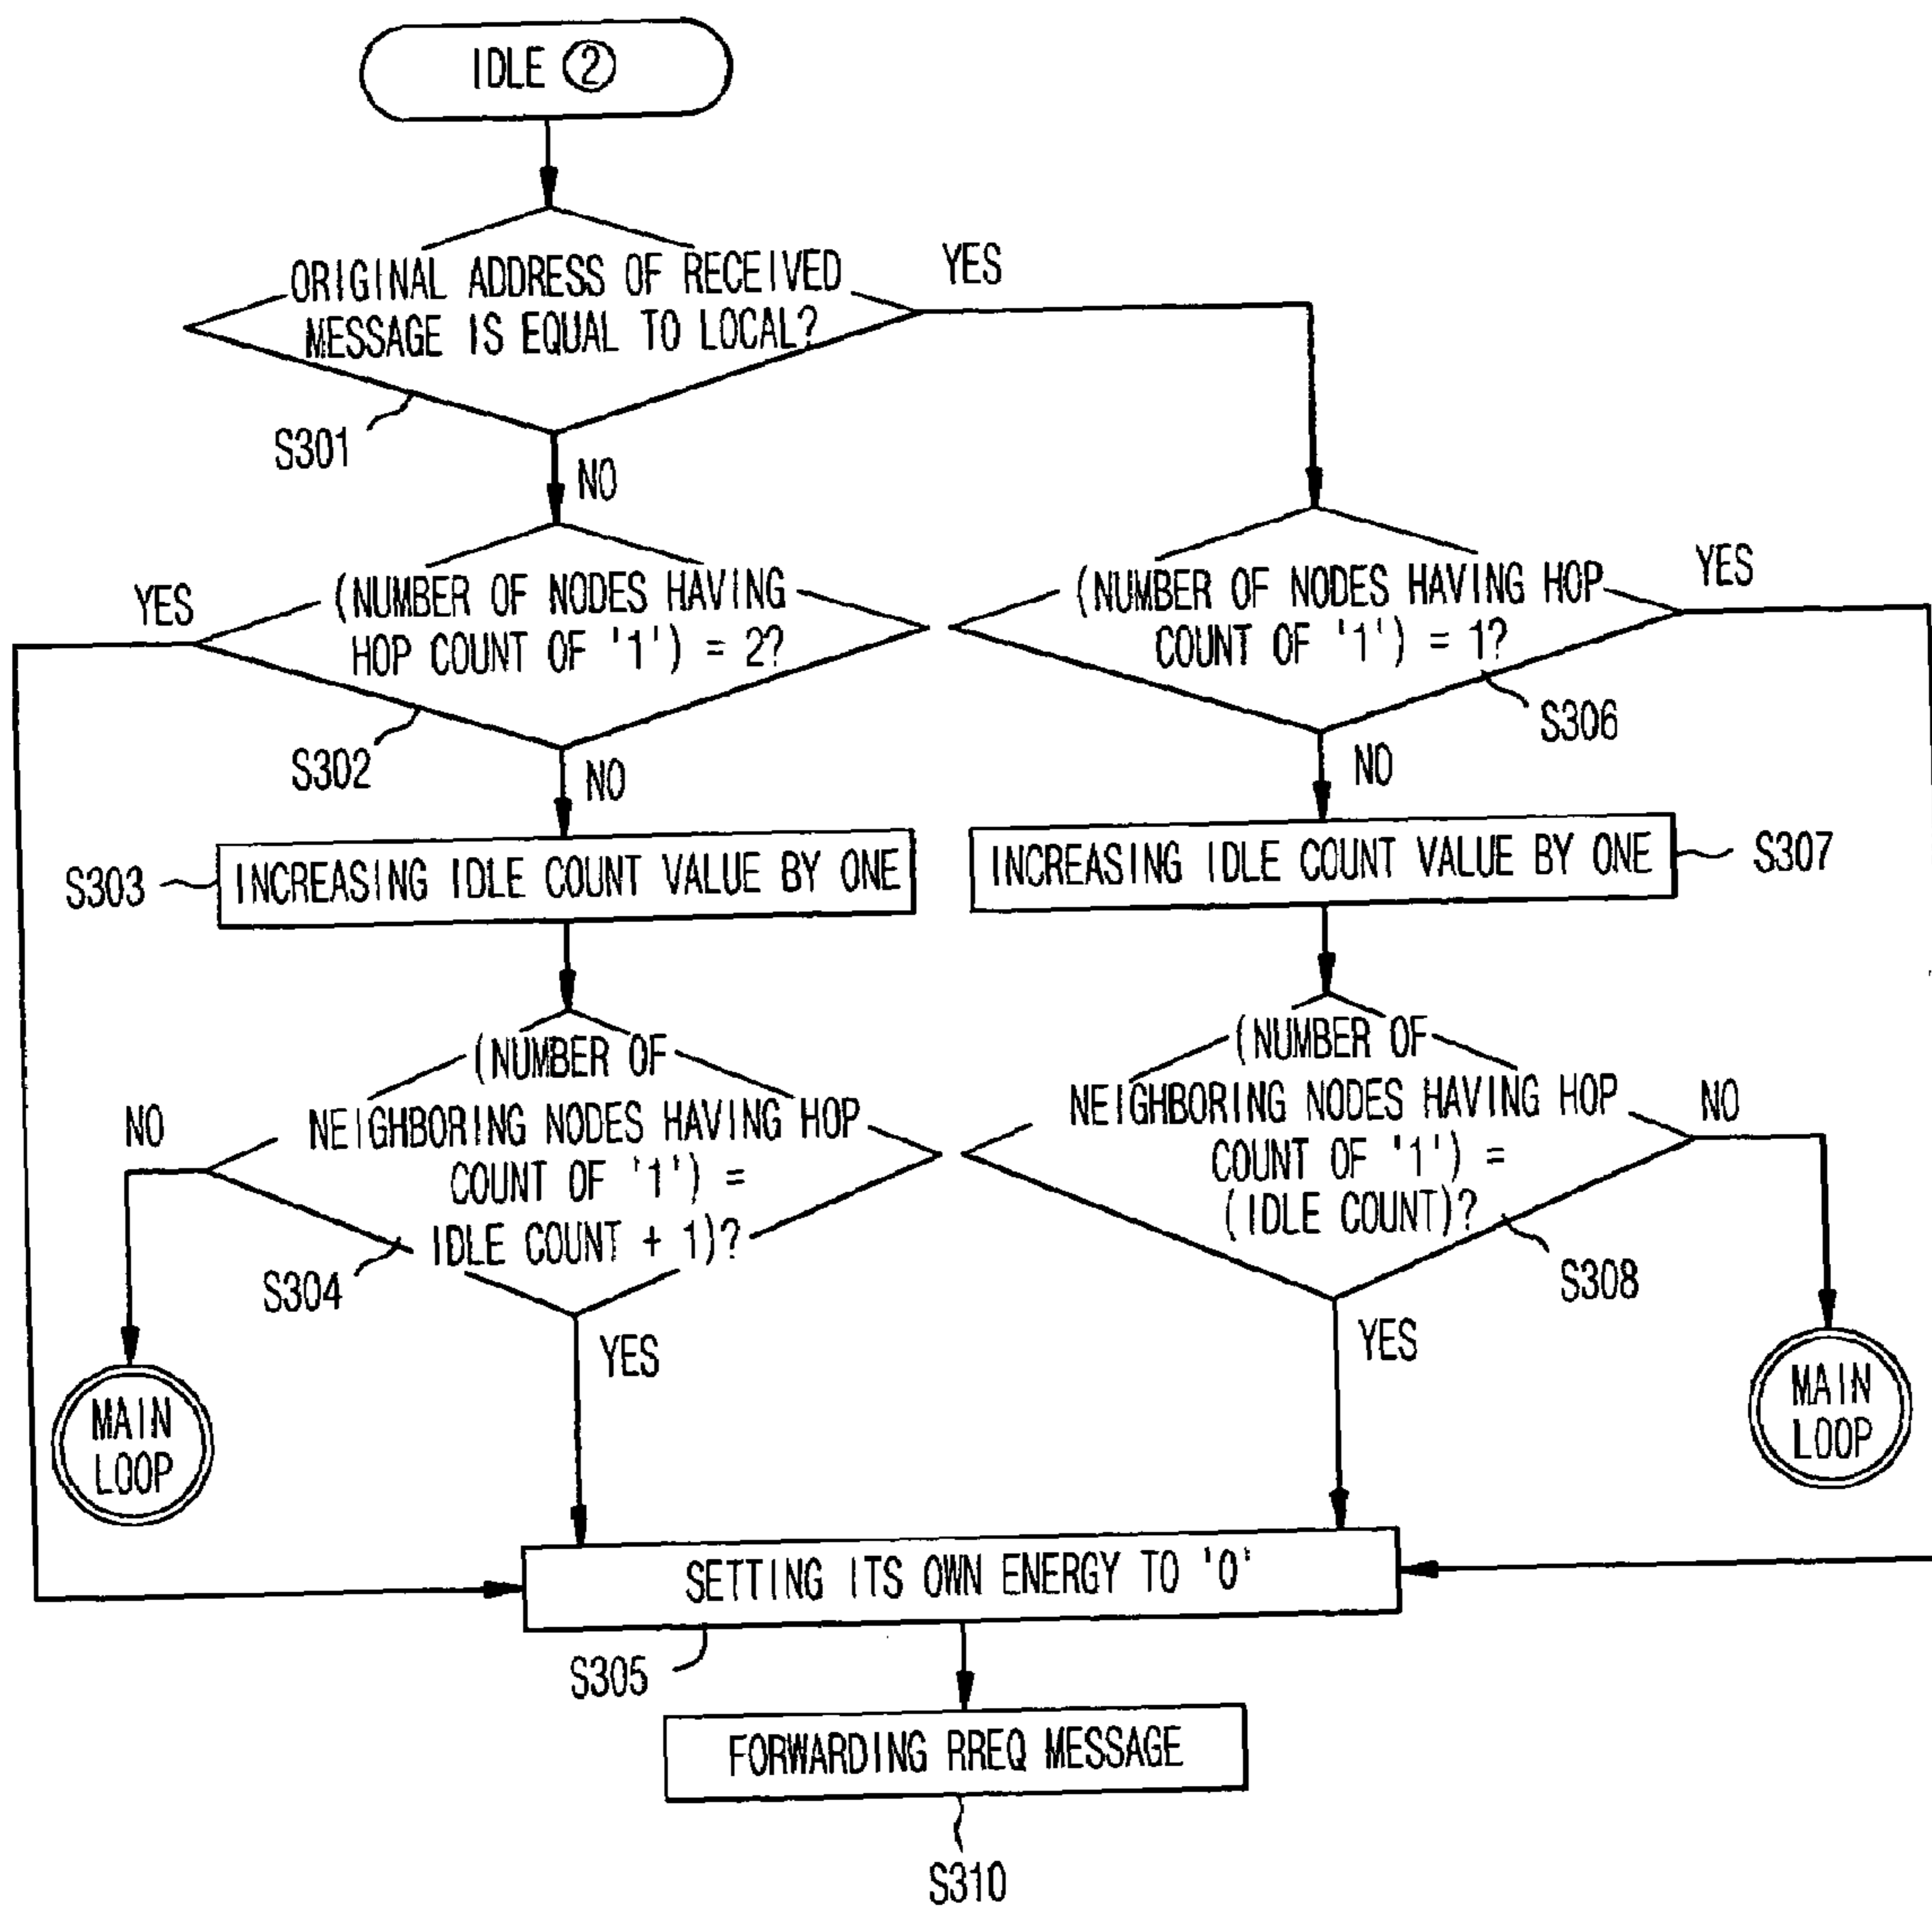 IDLE ②
ORIGINAL ADDRESS OF RECEIVED
MESSAGE IS EQUAL TO LOCAL?
YES
S301
NO
YES
(NUMBER OF NODES HAVING
HOP COUNT OF '1') = 2?
S302
NO
(NUMBER OF NODES HAVING HOP
COUNT OF '1') = 1?
YES
S306
NO
S303
INCREASING IDLE COUNT VALUE BY ONE
INCREASING IDLE COUNT VALUE BY ONE
S307
NO
(NUMBER OF
NEIGHBORING NODES HAVING HOP
COUNT OF '1') =
IDLE COUNT + 1)?
S304
YES
(NUMBER OF
NEIGHBORING NODES HAVING HOP
COUNT OF '1') =
(IDLE COUNT)?
NO
S308
YES
MAIN
LOOP
MAIN
LOOP
SETTING ITS OWN ENERGY TO '0'
S305
FORWARDING RREQ MESSAGE
S310